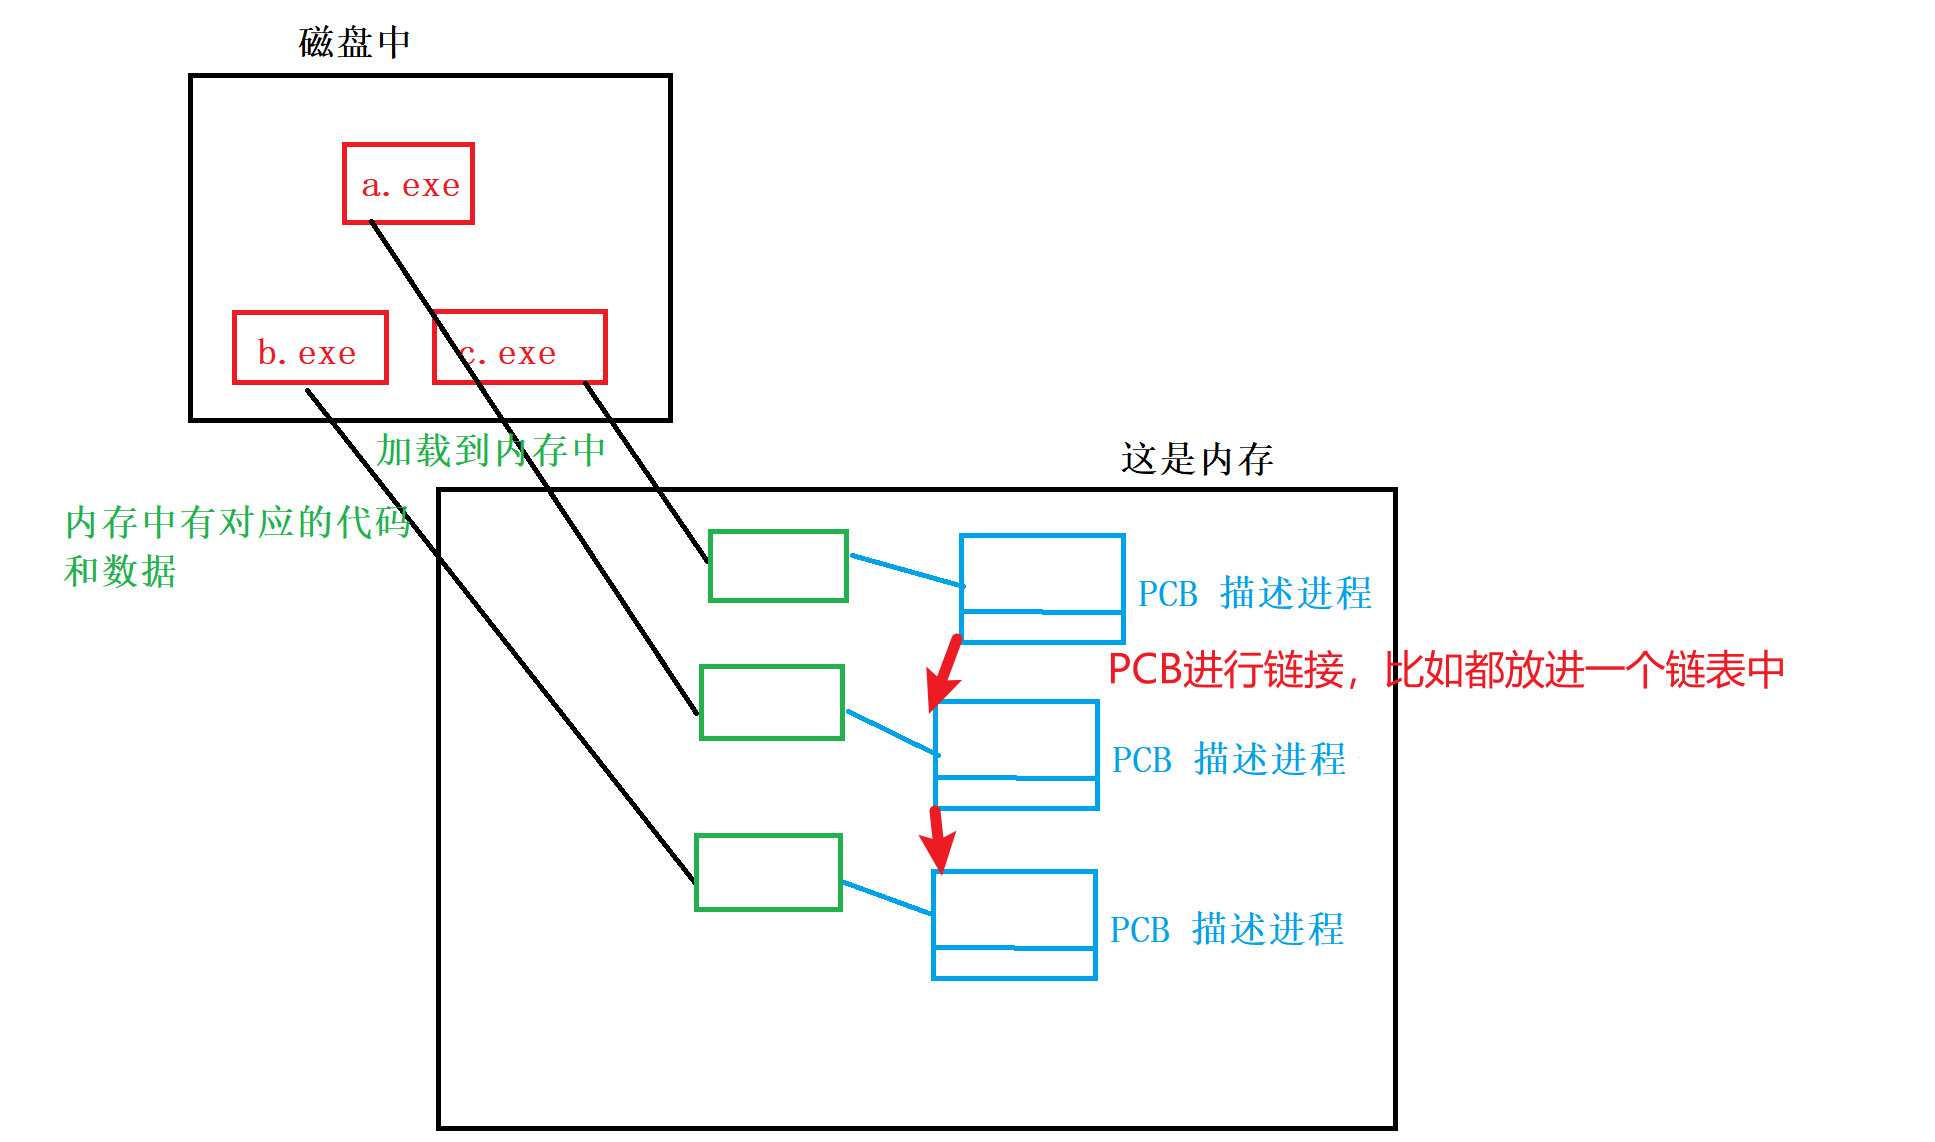 磁盘中
a.exe
b.exe
c.exe
加载到内存中
这是内存
内存中有对应的代码
和数据
PCB 描述进程
PCB进行链接，比如都放进一个链表中
PCB 描述进程
PCB 描述进程